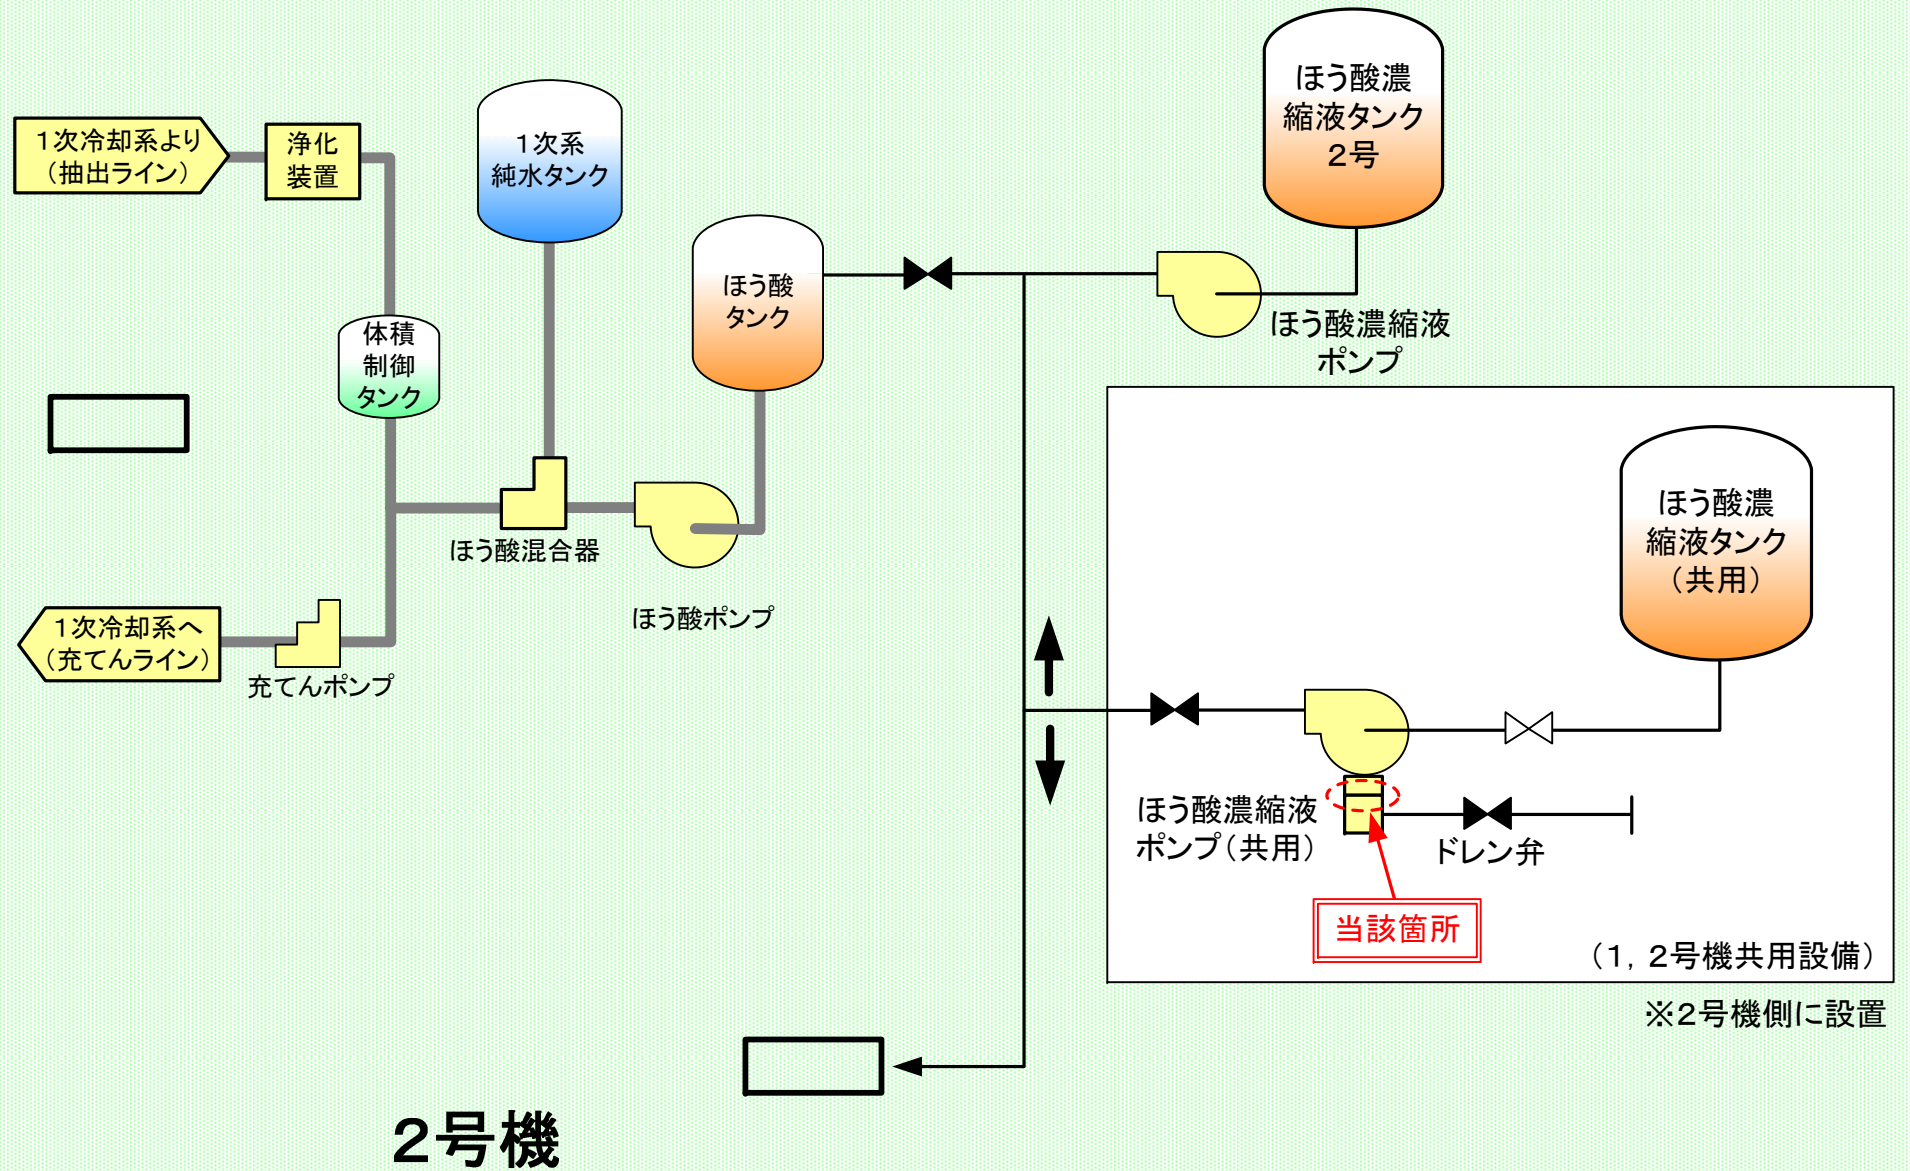 ほう酸濃
縮液タンク
2号
1次冷却系より
(抽出ライン)
浄化
装置
1次系
純水タンク
ほう酸
タンク
体積
制御
タンク
ほう酸濃縮液
ポンプ
ほう酸混合器
ほう酸ポンプ
1次冷却系へ
(充てんライン)
充てんポンプ
ほう酸濃
縮液タンク
(共用)
ほう酸濃縮液
ポンプ(共用)
ドレン弁
当該箇所
(1,2号機共用設備)
※2号機側に設置
2号機